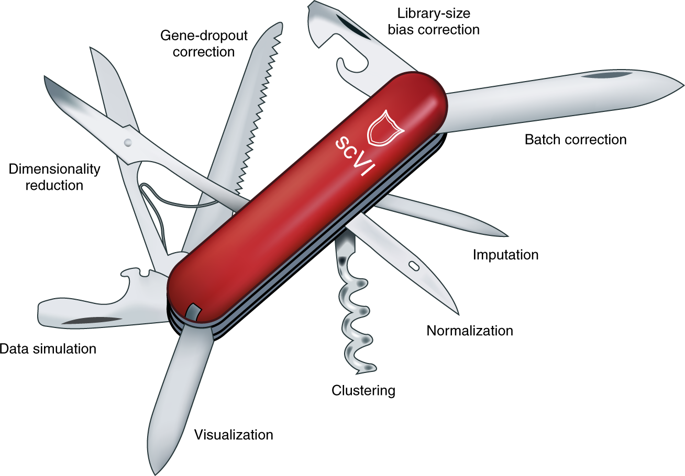 Library-size
bias correction
Gene-dropout
correction
scVI
Batch correction
Dimensionality
reduction
Imputation
Normalization
Data simulation
Clustering
Visualization